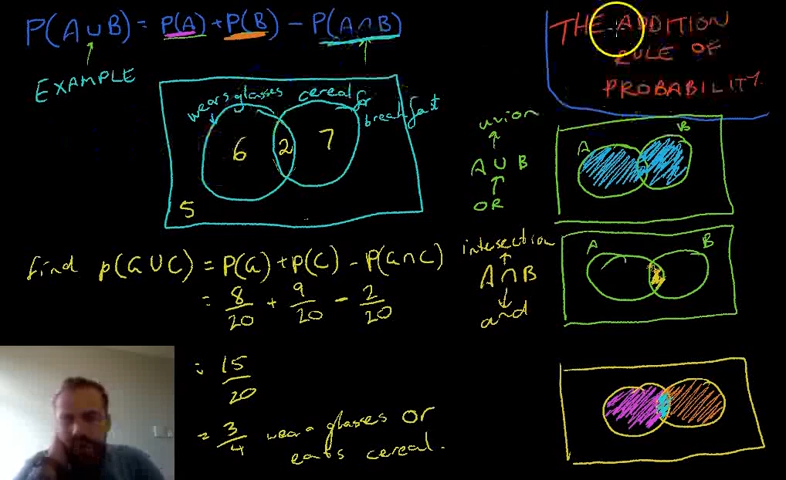 P(A∪B) = P(A) + P(B) - P(A∩B)
THE ADDITION
RULE OF
PROBABILITY
EXAMPLE
wears glasses
cereal for
breakfast
6 2 7
5
union
A ∪ B
OR
A B
find p(G∪C) = P(G) + P(C) - P(G∩C)
= 8/20 + 9/20 - 2/20
= 15/20
= 3/4 wear glasses or
eats cereal.
intersection
A ∩ B
and
A B